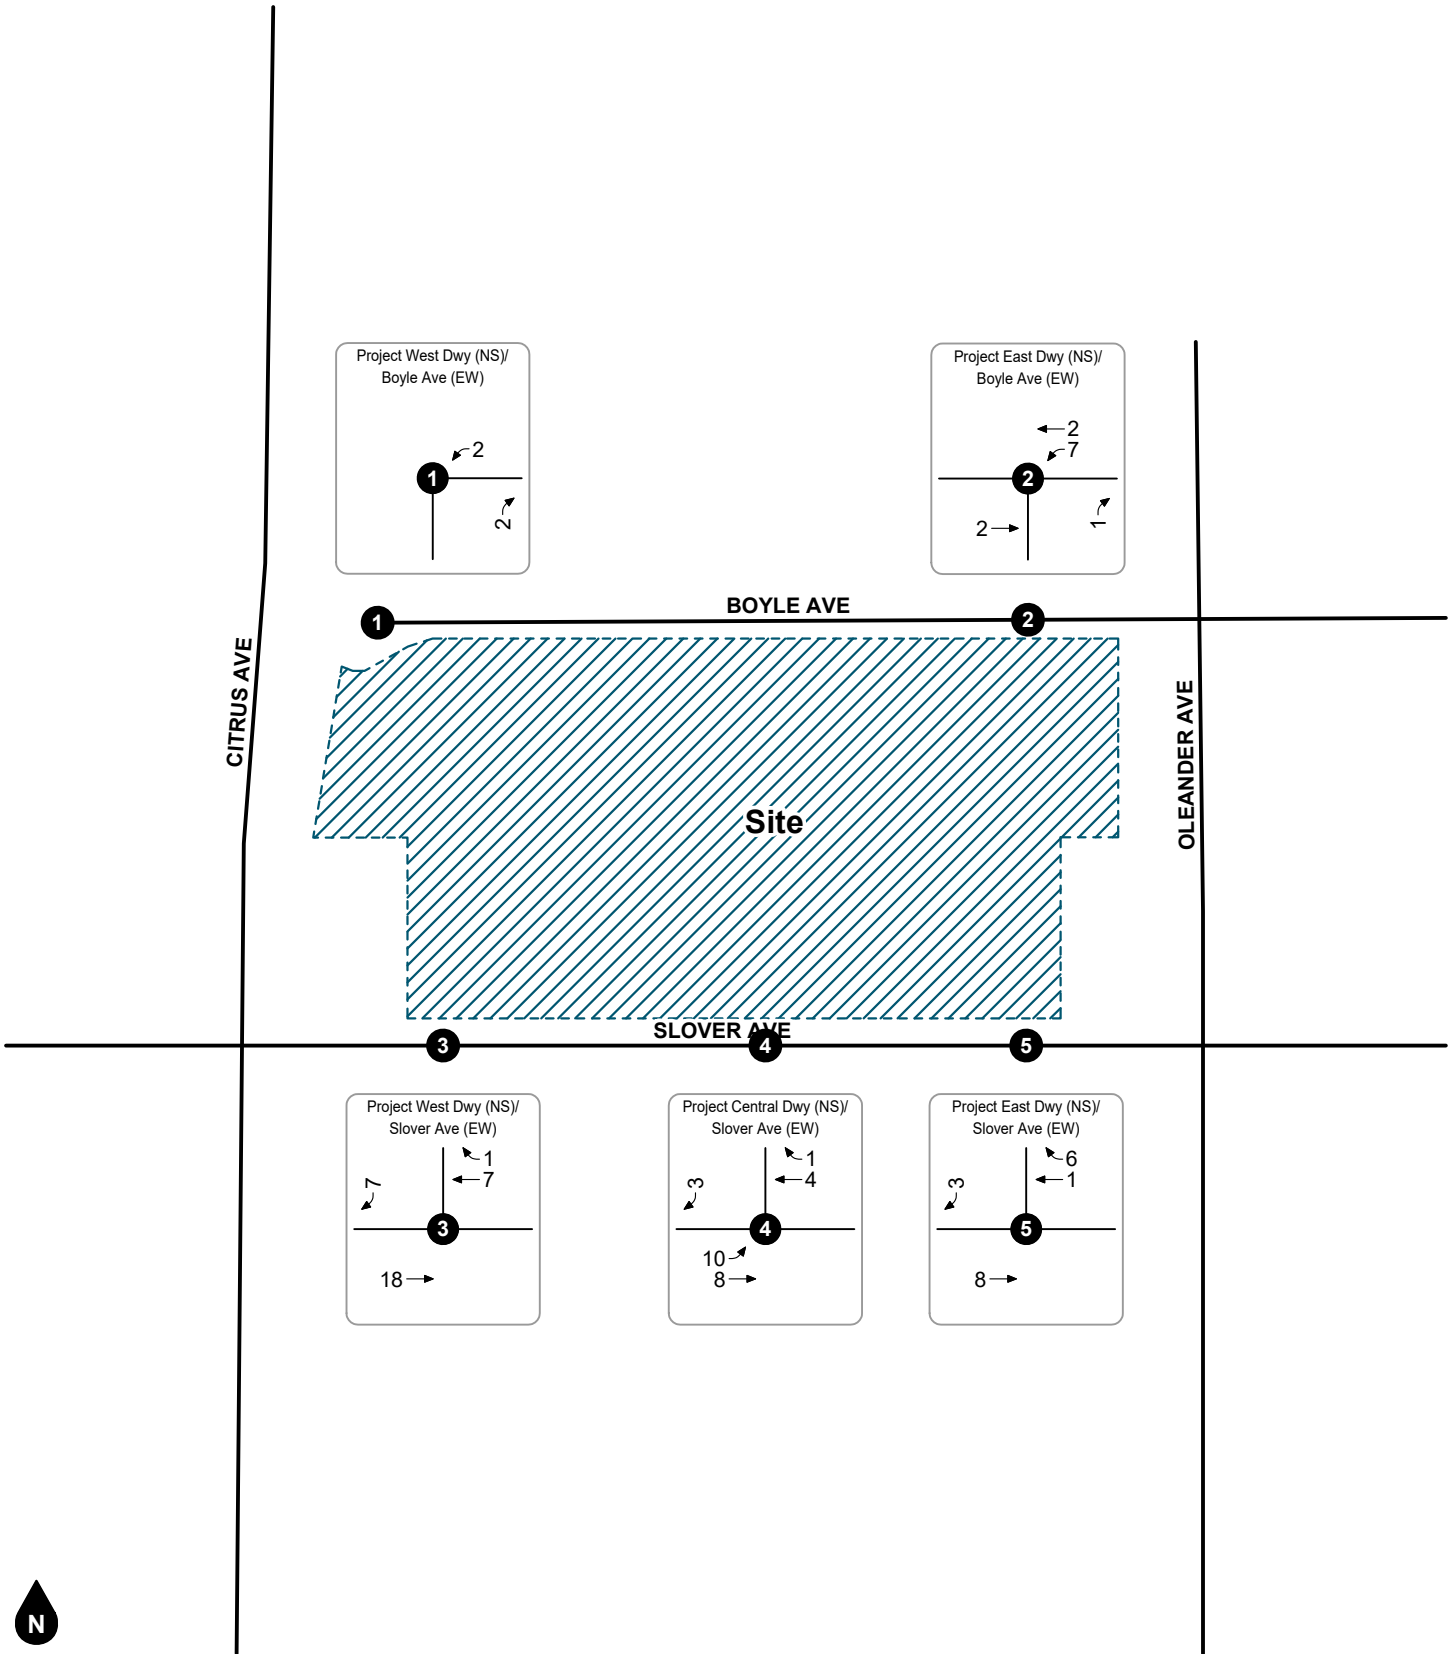 Project West Dwy (NS)/
Boyle Ave (EW)
2
1
2
Project East Dwy (NS)/
Boyle Ave (EW)
2
7
2
2
1
BOYLE AVE
1
2
CITRUS AVE
OLEANDER AVE
Site
SLOVER AVE
3
4
5
Project West Dwy (NS)/
Slover Ave (EW)
1
7
7
3
18
Project Central Dwy (NS)/
Slover Ave (EW)
1
4
3
4
10
8
Project East Dwy (NS)/
Slover Ave (EW)
6
1
3
5
8
N